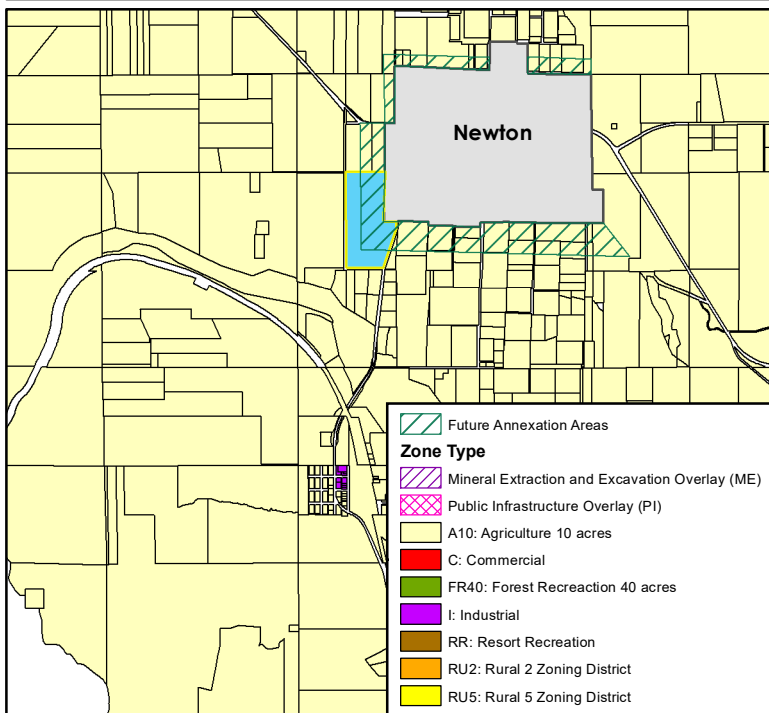 Newton
Future Annexation Areas
Zone Type
Mineral Extraction and Excavation Overlay (ME)
Public Infrastructure Overlay (PI)
A10: Agriculture 10 acres
C: Commercial
FR40: Forest Recreaction 40 acres
I: Industrial
RR: Resort Recreation
RU2: Rural 2 Zoning District
RU5: Rural 5 Zoning District